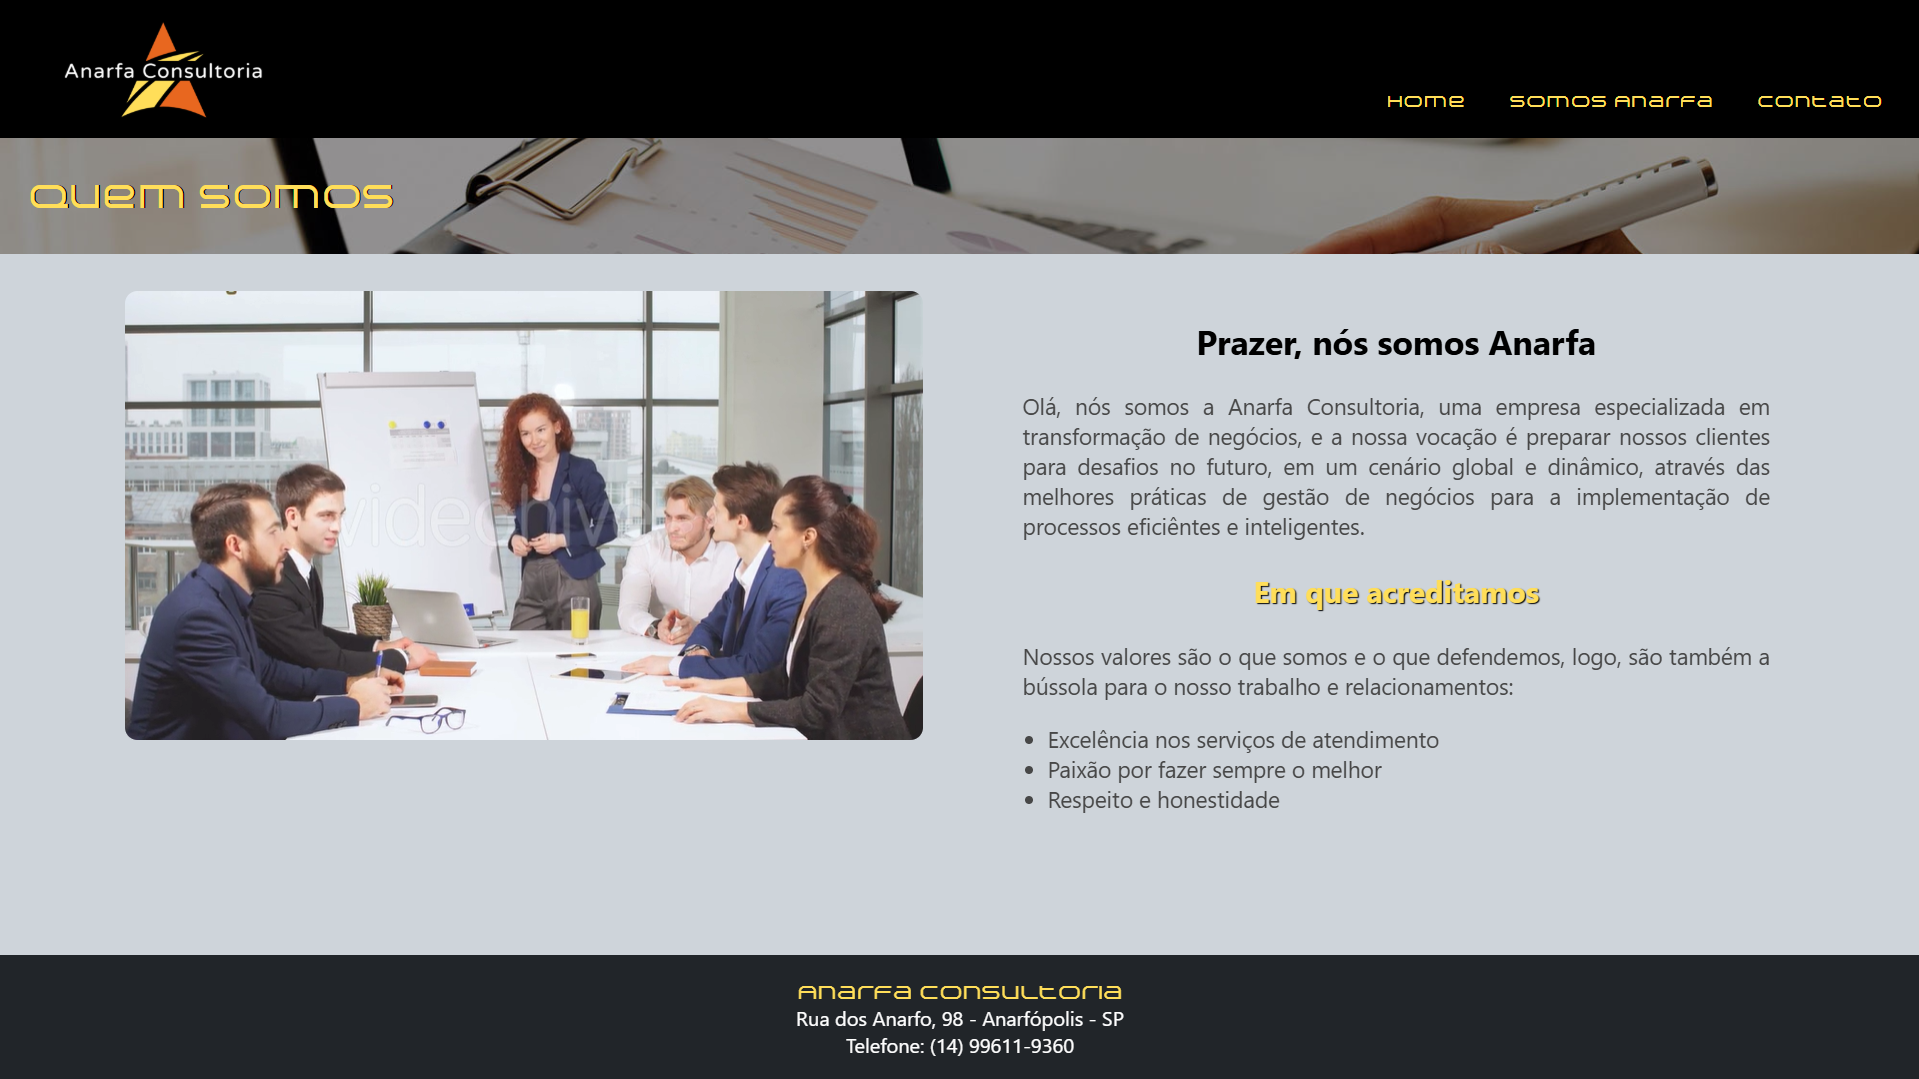 Anarfa Consultoria
Home
Somos Anarfa
Contato
Quem Somos
videohive
Prazer, nós somos Anarfa
Olá, nós somos a Anarfa Consultoria, uma empresa especializada em
transformação de negócios, e a nossa vocação é preparar nossos clientes
para desafios no futuro, em um cenário global e dinâmico, através das
melhores práticas de gestão de negócios para a implementação de
processos eficiêntes e inteligentes.
Em que acreditamos
Nossos valores são o que somos e o que defendemos, logo, são também a
bússola para o nosso trabalho e relacionamentos:
• Excelência nos serviços de atendimento
• Paixão por fazer sempre o melhor
• Respeito e honestidade
Anarfa Consultoria
Rua dos Anarfo, 98 - Anarfópolis - SP
Telefone: (14) 99611-9360